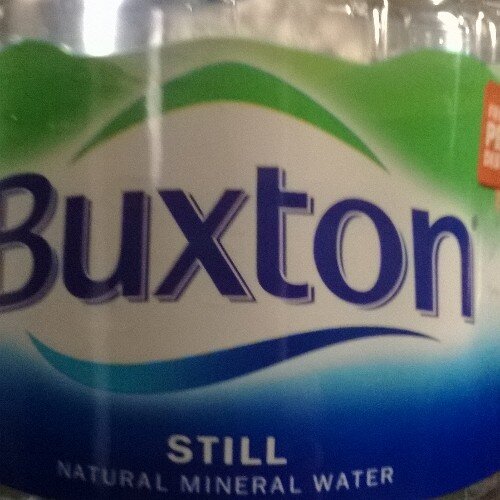 Buxton
STILL
NATURAL MINERAL WATER